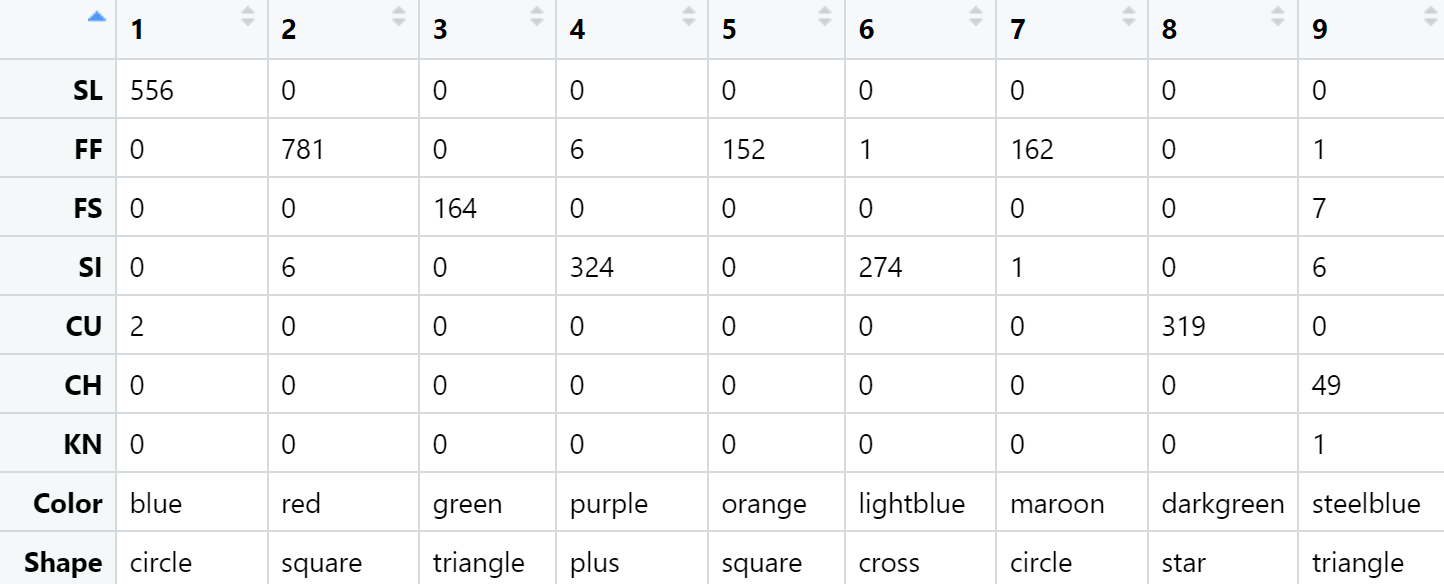 1 2 3 4 5 6 7 8 9
SL 556 0 0 0 0 0 0 0 0
FF 0 781 0 6 152 1 162 0 1
FS 0 0 164 0 0 0 0 0 7
SI 0 6 0 324 0 274 1 0 6
CU 2 0 0 0 0 0 0 319 0
CH 0 0 0 0 0 0 0 0 49
KN 0 0 0 0 0 0 0 0 1
Color blue red green purple orange lightblue maroon darkgreen steelblue
Shape circle square triangle plus square cross circle star triangle